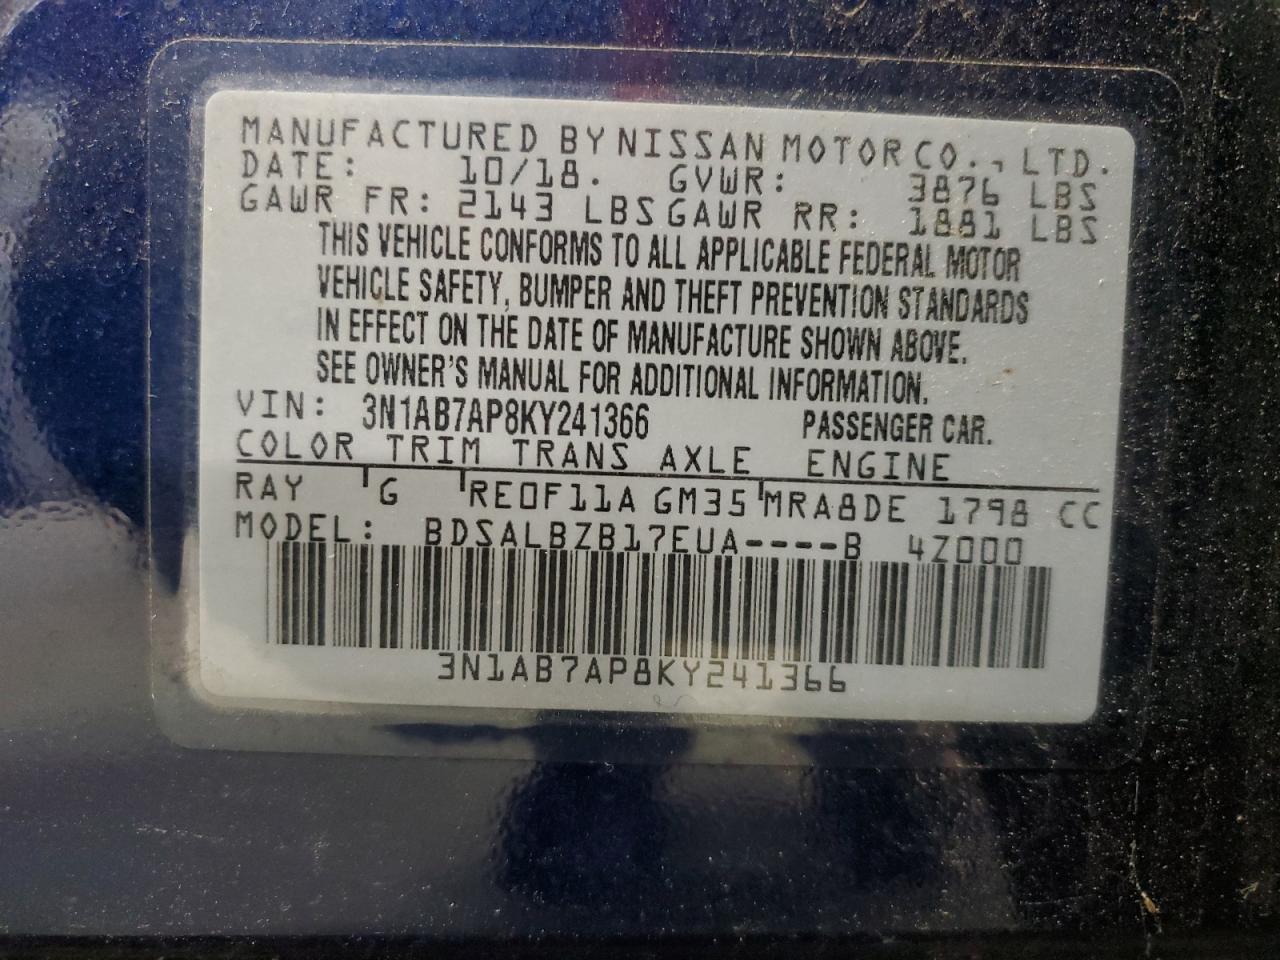 MANUFACTURED BY NISSAN MOTOR CO., LTD.
DATE: 10/18. GVWR: 3876 LBS
GAWR FR: 2143 LBS GAWR RR: 1881 LBS
THIS VEHICLE CONFORMS TO ALL APPLICABLE FEDERAL MOTOR
VEHICLE SAFETY, BUMPER AND THEFT PREVENTION STANDARDS
IN EFFECT ON THE DATE OF MANUFACTURE SHOWN ABOVE.
SEE OWNER'S MANUAL FOR ADDITIONAL INFORMATION.
VIN: 3N1AB7AP8KY241366 PASSENGER CAR.
COLOR TRIM TRANS AXLE ENGINE
RAY G RE0F11A GM35 MRA8DE 1798 CC
MODEL: BDSALBZB17EUA----B 4Z000
3N1AB7AP8KY241366